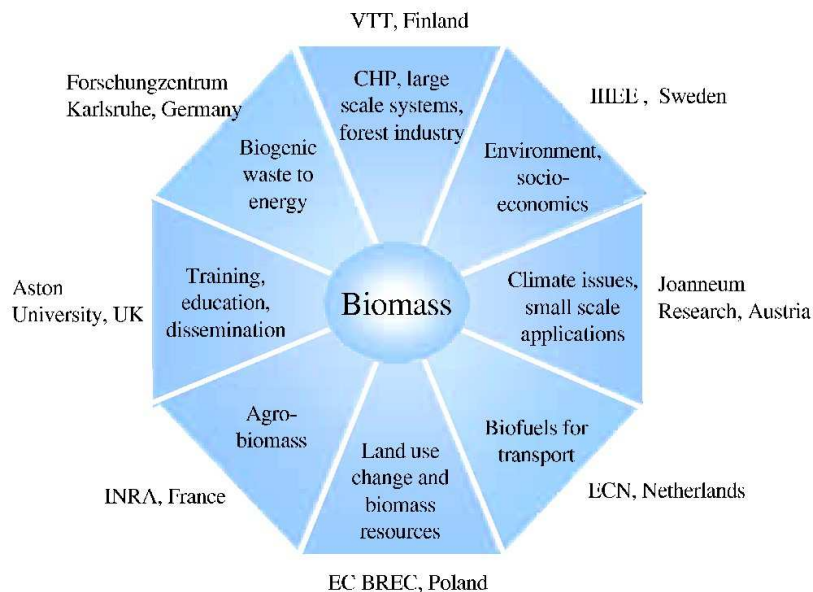 VTT, Finland
CHP, large
scale systems,
forest industry
IIIEE , Sweden
Environment,
socio-
economics
Joanneum
Research, Austria
Climate issues,
small scale
applications
ECN, Netherlands
Biofuels for
transport
EC BREC, Poland
Land use
change and
biomass
resources
INRA, France
Agro-
biomass
Aston
University, UK
Training,
education,
dissemination
Forschungzentrum
Karlsruhe, Germany
Biogenic
waste to
energy
Biomass